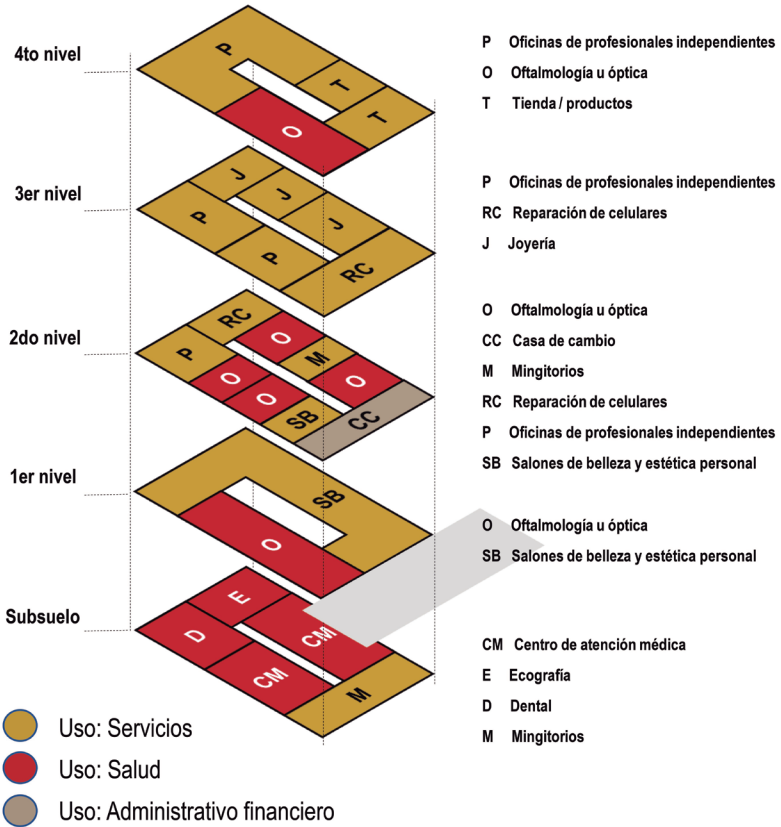 4to nivel
P
T
T
O
P Oficinas de profesionales independientes
O Oftalmología u óptica
T Tienda / productos
3er nivel
J
J
J
P
P
RC
P Oficinas de profesionales independientes
RC Reparación de celulares
J Joyería
2do nivel
RC
O
M
O
P
O
O
SB
CC
O Oftalmología u óptica
CC Casa de cambio
M Mingitorios
RC Reparación de celulares
P Oficinas de profesionales independientes
SB Salones de belleza y estética personal
1er nivel
SB
O
O Oftalmología u óptica
SB Salones de belleza y estética personal
Subsuelo
E
CM
D
CM
M
CM Centro de atención médica
E Ecografía
D Dental
M Mingitorios
Uso: Servicios
Uso: Salud
Uso: Administrativo financiero